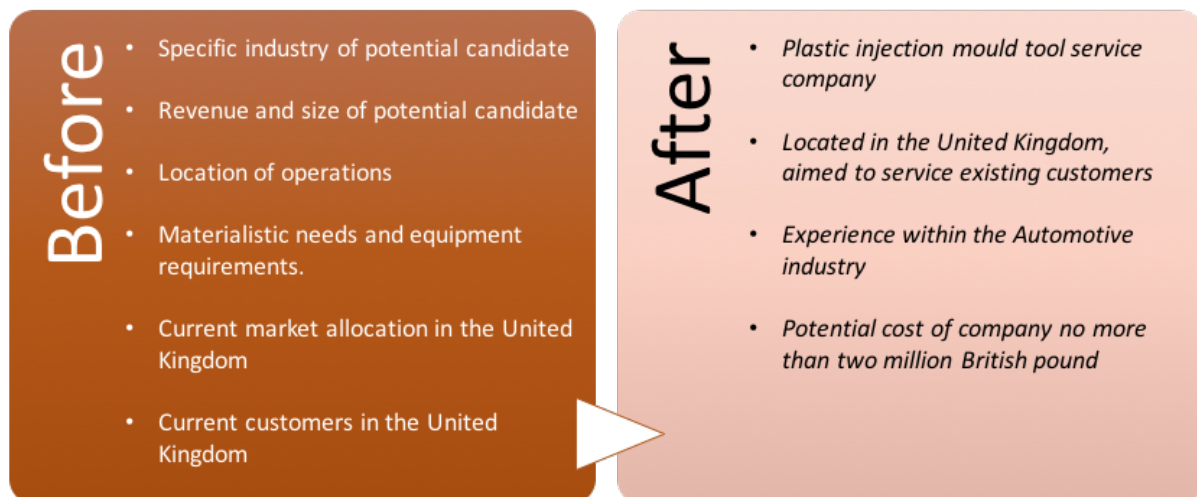 Before
• Specific industry of potential candidate
• Revenue and size of potential candidate
• Location of operations
• Materialistic needs and equipment
requirements.
• Current market allocation in the United
Kingdom
• Current customers in the United
Kingdom
After
• Plastic injection mould tool service
company
• Located in the United Kingdom,
aimed to service existing customers
• Experience within the Automotive
industry
• Potential cost of company no more
than two million British pound